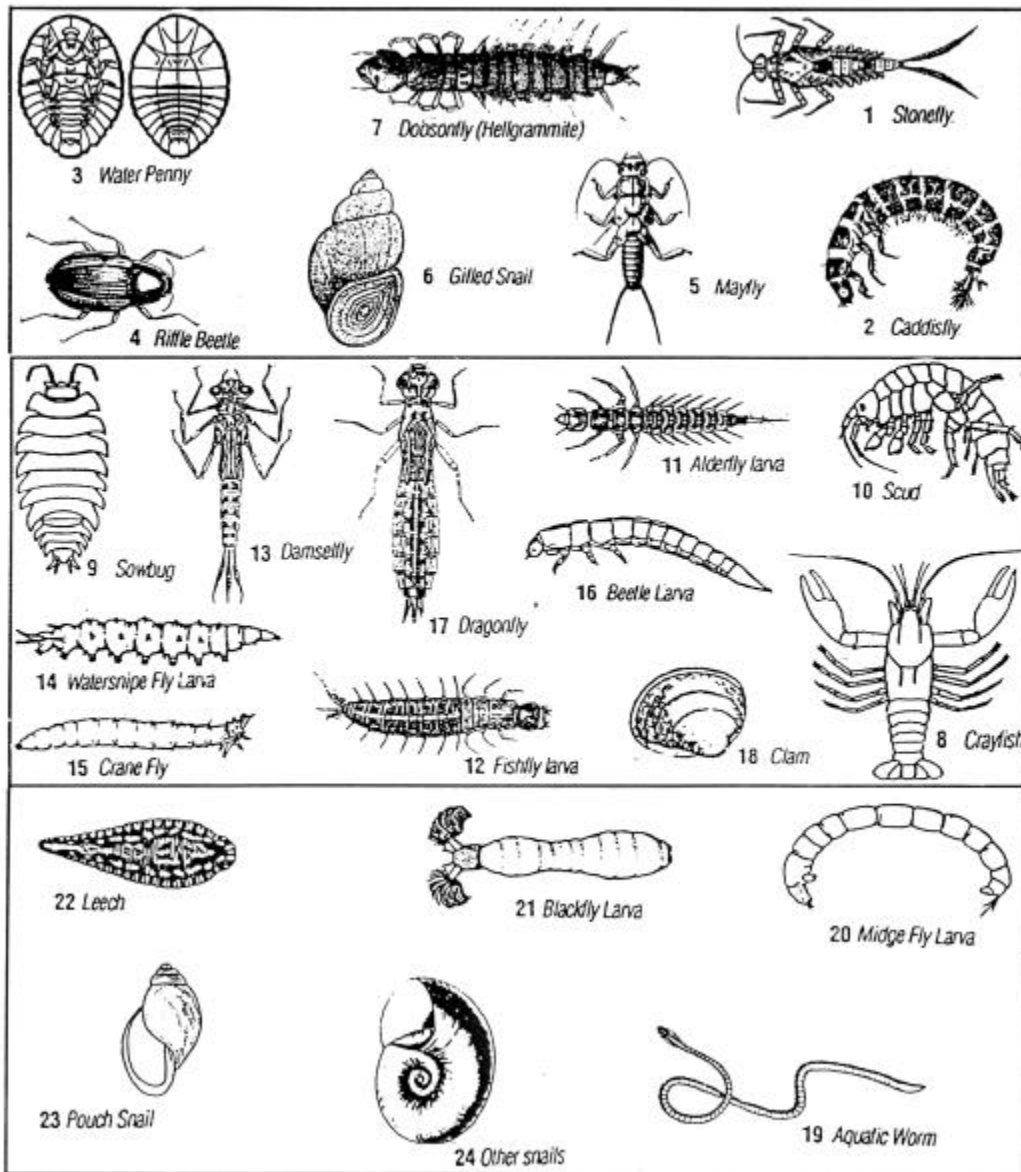 7 Dobsonfly (Hellgrammite)
1 Stonefly
3 Water Penny
6 Gilled Snail
5 Mayfly
4 Riffle Beetle
2 Caddisfly
11 Alderfly larva
10 Scud
9 Sowbug
13 Damselfly
16 Beetle Larva
17 Dragonfly
14 Watersnipe Fly Larva
15 Crane Fly
12 Fishfly larva
18 Clam
8 Crayfish
22 Leech
21 Blackfly Larva
20 Midge Fly Larva
23 Pouch Snail
24 Other snails
19 Aquatic Worm